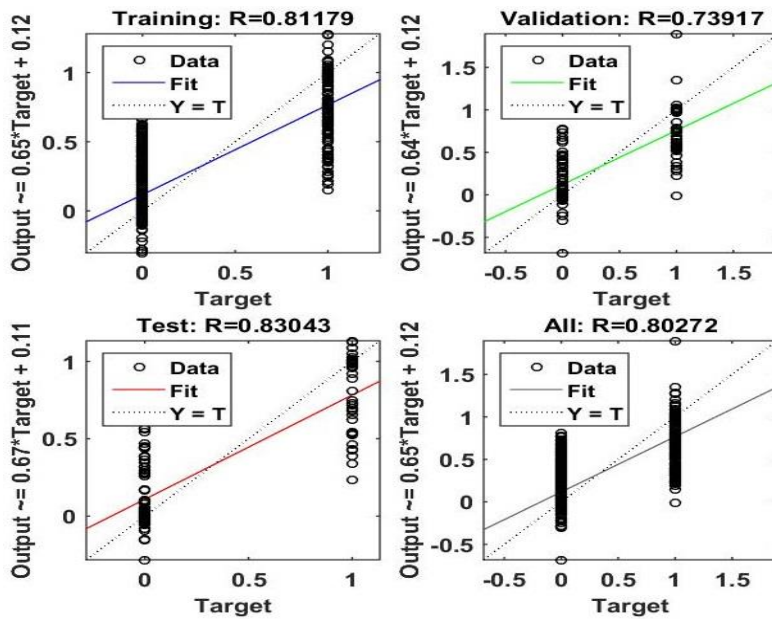 Training: R=0.81179
Output ~= 0.65*Target + 0.12
1
0.5
0
Data
Fit
Y = T
0
0.5
1
Target
Validation: R=0.73917
Output ~= 0.64*Target + 0.12
1.5
1
0.5
0
-0.5
Data
Fit
Y = T
-0.5
0
0.5
1
1.5
Target
Test: R=0.83043
Output ~= 0.67*Target + 0.11
1
0.5
0
Data
Fit
Y = T
0
0.5
1
Target
All: R=0.80272
Output ~= 0.65*Target + 0.12
1.5
1
0.5
0
-0.5
Data
Fit
Y = T
-0.5
0
0.5
1
1.5
Target